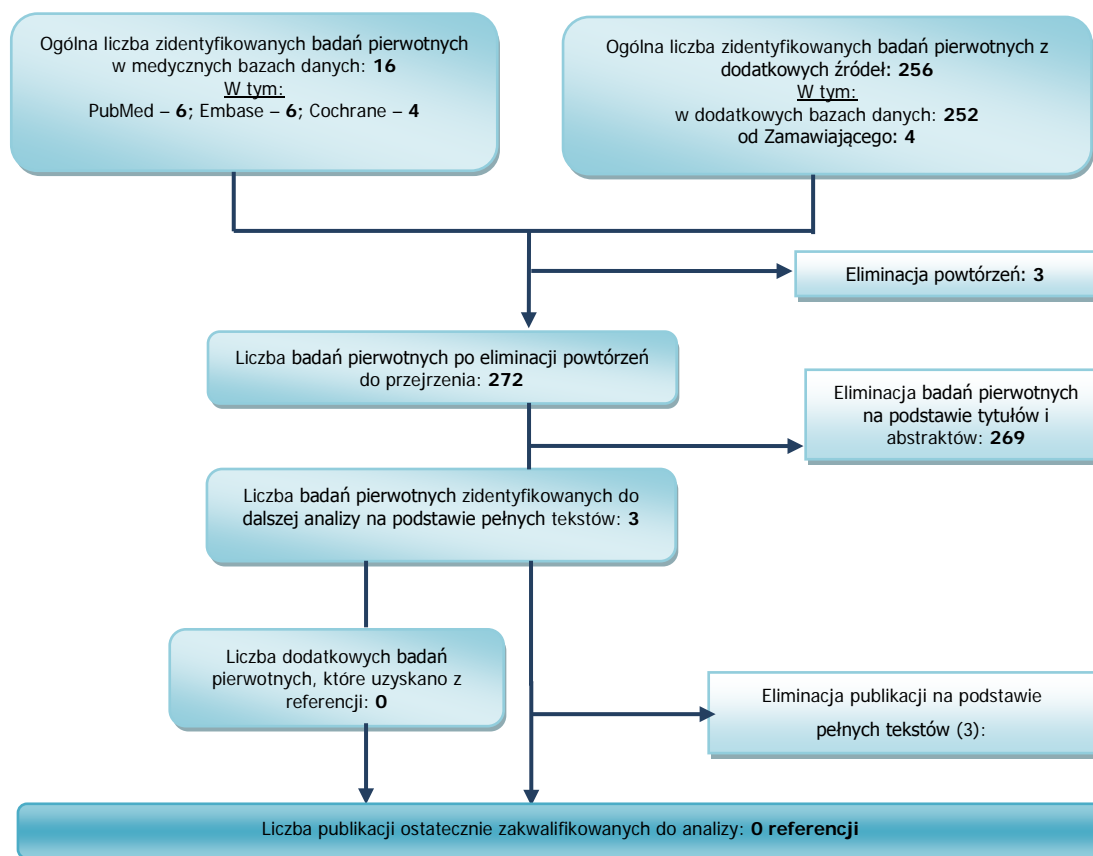 Ogólna liczba zidentyfikowanych badań pierwotnych
w medycznych bazach danych: 16
W tym:
PubMed – 6; Embase – 6; Cochrane – 4
Ogólna liczba zidentyfikowanych badań pierwotnych z
dodatkowych źródeł: 256
W tym:
w dodatkowych bazach danych: 252
od Zamawiającego: 4
Eliminacja powtórzeń: 3
Liczba badań pierwotnych po eliminacji powtórzeń
do przejrzenia: 272
Eliminacja badań pierwotnych
na podstawie tytułów i
abstraktów: 269
Liczba badań pierwotnych zidentyfikowanych do
dalszej analizy na podstawie pełnych tekstów: 3
Liczba dodatkowych badań
pierwotnych, które uzyskano z
referencji: 0
Eliminacja publikacji na podstawie
pełnych tekstów (3):
Liczba publikacji ostatecznie zakwalifikowanych do analizy: 0 referencji